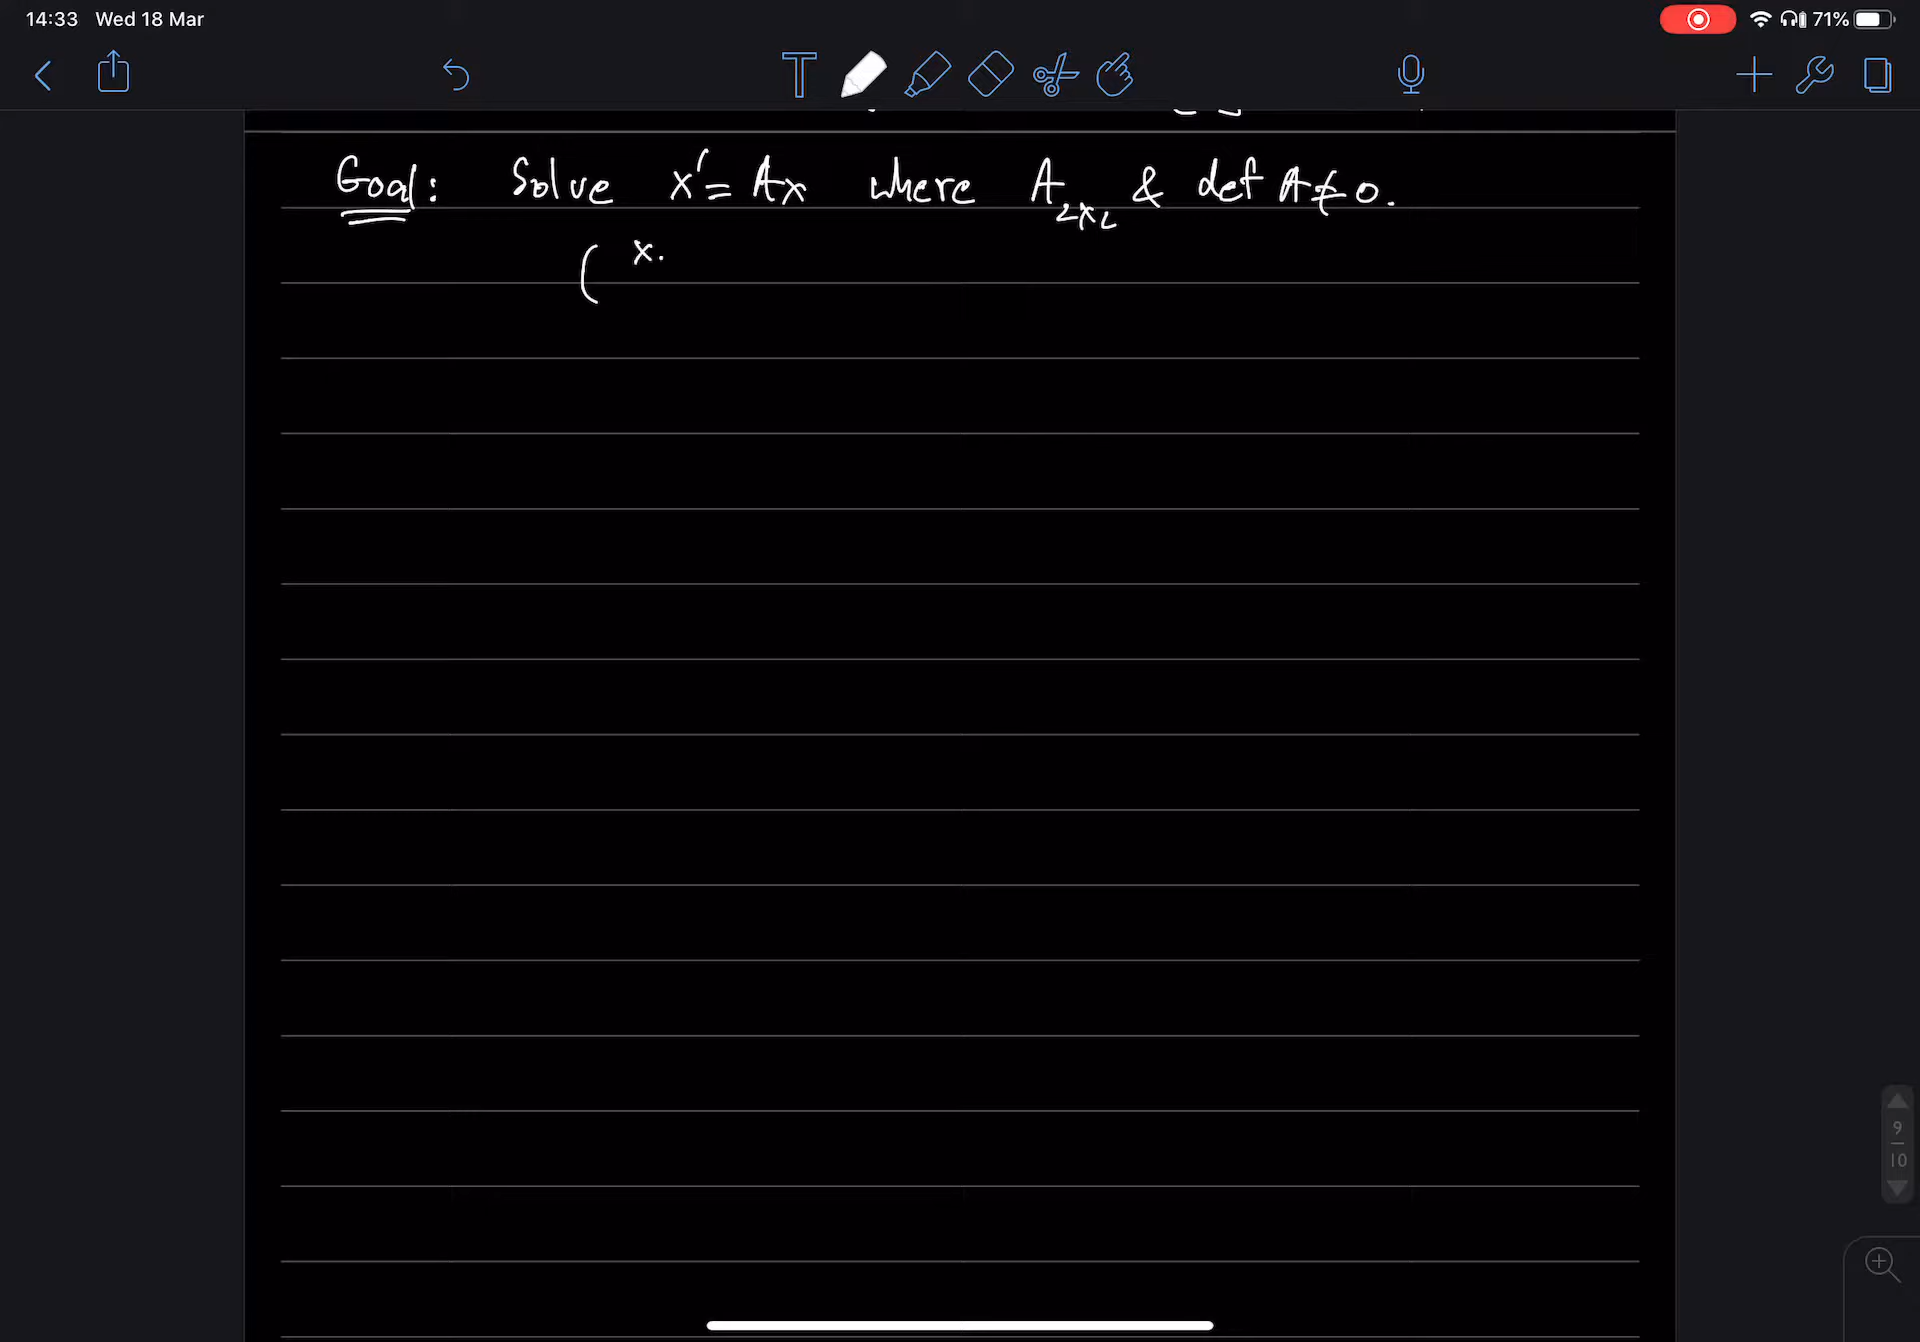 14:33 Wed 18 Mar 71%
T
Goal: Solve x' = Ax where A₂ₓ₂ & det A ≠ 0.
( x.
9
10